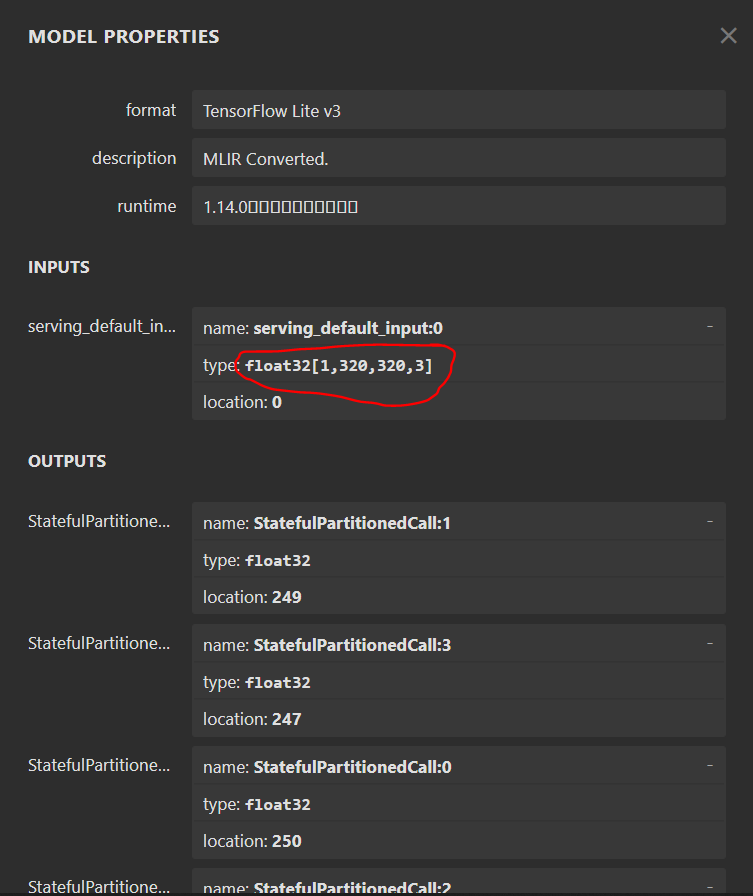 MODEL PROPERTIES
format TensorFlow Lite v3
description MLIR Converted.
runtime 1.14.0
INPUTS
serving_default_in... name: serving_default_input:0 -
type: float32[1,320,320,3]
location: 0
OUTPUTS
StatefulPartitione... name: StatefulPartitionedCall:1 -
type: float32
location: 249
StatefulPartitione... name: StatefulPartitionedCall:3 -
type: float32
location: 247
StatefulPartitione... name: StatefulPartitionedCall:0 -
type: float32
location: 250
StatefulPartitione... name: StatefulPartitionedCall:2 -